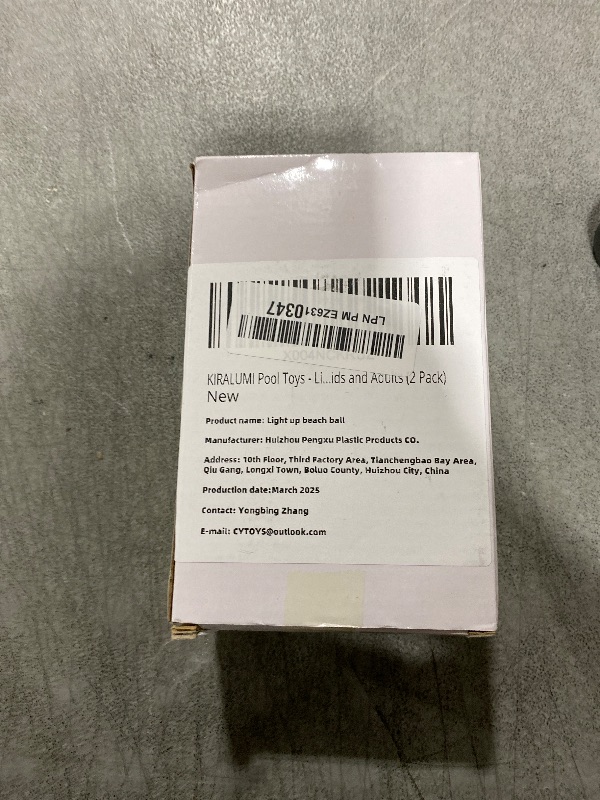 LPN PM EZ6310347
KIRALUMI Pool Toys - Li...ids and Adults (2 Pack)
New
Product name: Light up beach ball
Manufacturer: Huizhou Pengxu Plastic Products CO.
Address: 10th Floor, Third Factory Area, Tianchengbao Bay Area,
Qiu Gang, Longxi Town, Boluo County, Huizhou City, China
Production date:March 2025
Contact: Yongbing Zhang
E-mail: CYTOYS@outlook.com